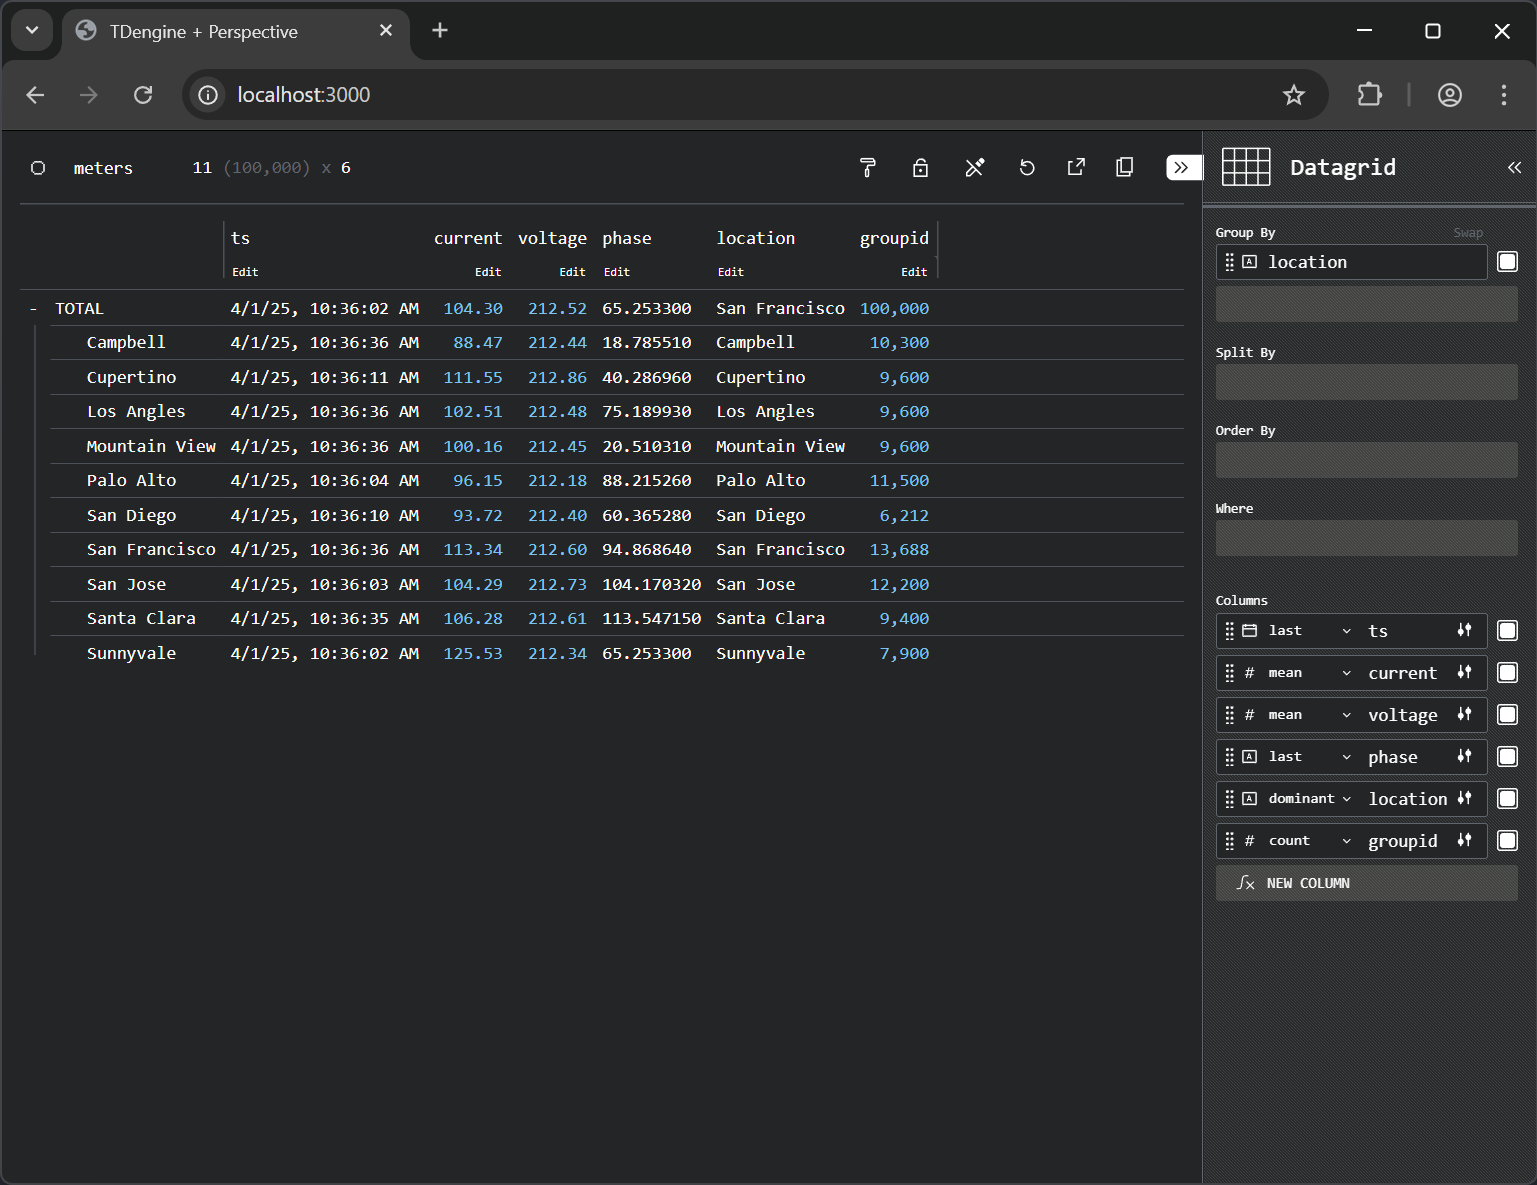 TDengine + Perspective
localhost:3000
meters 11 (100,000) x 6
Datagrid
ts current voltage phase location groupid
Edit Edit Edit Edit Edit Edit
- TOTAL 4/1/25, 10:36:02 AM 104.30 212.52 65.253300 San Francisco 100,000
Campbell 4/1/25, 10:36:36 AM 88.47 212.44 18.785510 Campbell 10,300
Cupertino 4/1/25, 10:36:11 AM 111.55 212.86 40.286960 Cupertino 9,600
Los Angles 4/1/25, 10:36:36 AM 102.51 212.48 75.189930 Los Angles 9,600
Mountain View 4/1/25, 10:36:36 AM 100.16 212.45 20.510310 Mountain View 9,600
Palo Alto 4/1/25, 10:36:04 AM 96.15 212.18 88.215260 Palo Alto 11,500
San Diego 4/1/25, 10:36:10 AM 93.72 212.40 60.365280 San Diego 6,212
San Francisco 4/1/25, 10:36:36 AM 113.34 212.60 94.868640 San Francisco 13,688
San Jose 4/1/25, 10:36:03 AM 104.29 212.73 104.170320 San Jose 12,200
Santa Clara 4/1/25, 10:36:35 AM 106.28 212.61 113.547150 Santa Clara 9,400
Sunnyvale 4/1/25, 10:36:02 AM 125.53 212.34 65.253300 Sunnyvale 7,900
Group By Swap
A location
Split By
Order By
Where
Columns
last ts
# mean current
# mean voltage
A last phase
A dominant location
# count groupid
fx NEW COLUMN